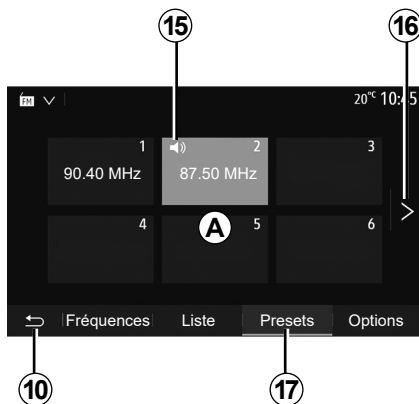 15 16
FM 20°C 10:45
1 2 3
90.40 MHz 87.50 MHz
A
4 5 6
Fréquences Liste Presets Options
10 17